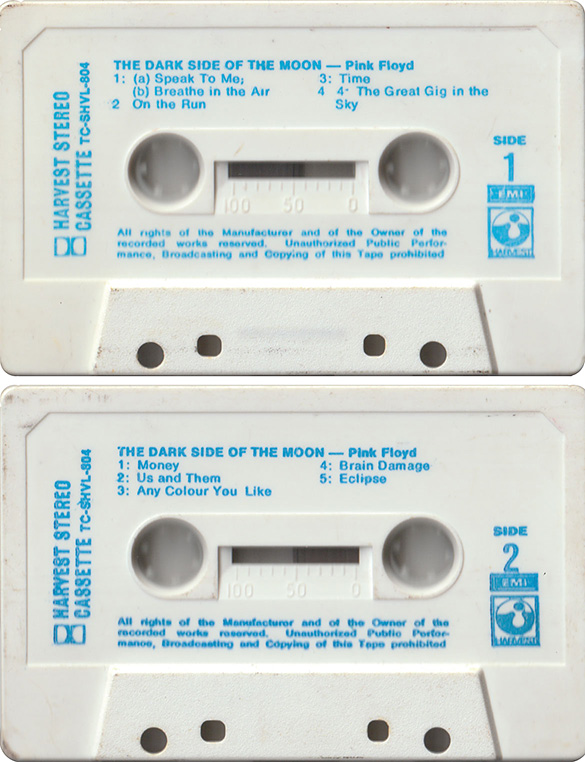 THE DARK SIDE OF THE MOON — Pink Floyd
1: (a) Speak To Me;
(b) Breathe in the Air
2 On the Run
3: Time
4 4· The Great Gig in the
Sky
HARVEST STEREO
CASSETTE TC-SHVL-804
SIDE
1
EMI
HARVEST
100 50 0
All rights of the Manufacturer and of the Owner of the
recorded works reserved. Unauthorized Public Perfor-
mance, Broadcasting and Copying of this Tape prohibited
THE DARK SIDE OF THE MOON — Pink Floyd
1: Money
2: Us and Them
3: Any Colour You Like
4: Brain Damage
5: Eclipse
HARVEST STEREO
CASSETTE TC-SHVL-804
SIDE
2
EMI
HARVEST
100 50 0
All rights of the Manufacturer and of the Owner of the
recorded works reserved. Unauthorized Public Perfor-
mance, Broadcasting and Copying of this Tape prohibited